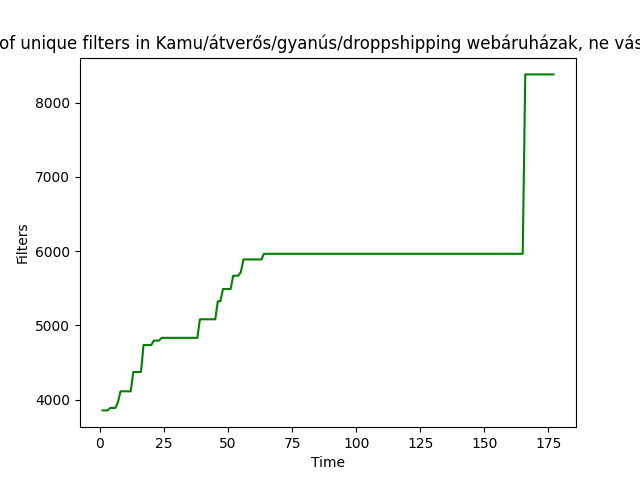 of unique filters in Kamu/átverős/gyanús/droppshipping webáruházak, ne
8000
7000
6000
5000
4000
Filters
0 25 50 75 100 125 150 175
Time